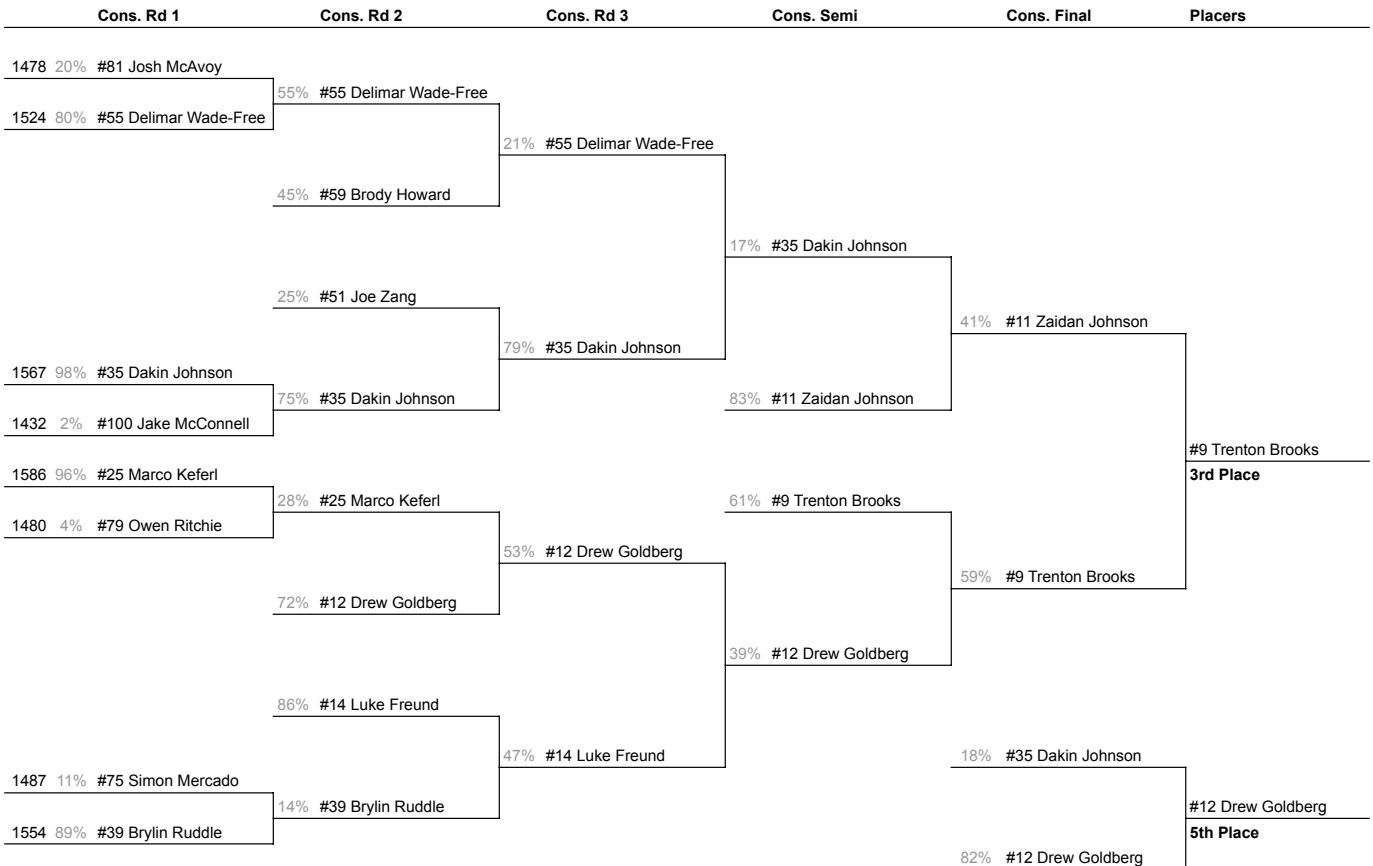 Cons. Rd 1 Cons. Rd 2 Cons. Rd 3 Cons. Semi Cons. Final Placers
1478 20% #81 Josh McAvoy
55% #55 Delimar Wade-Free
1524 80% #55 Delimar Wade-Free
21% #55 Delimar Wade-Free
45% #59 Brody Howard
17% #35 Dakin Johnson
25% #51 Joe Zang
41% #11 Zaidan Johnson
79% #35 Dakin Johnson
1567 98% #35 Dakin Johnson
75% #35 Dakin Johnson
83% #11 Zaidan Johnson
1432 2% #100 Jake McConnell
#9 Trenton Brooks
1586 96% #25 Marco Keferl
3rd Place
28% #25 Marco Keferl
61% #9 Trenton Brooks
1480 4% #79 Owen Ritchie
53% #12 Drew Goldberg
59% #9 Trenton Brooks
72% #12 Drew Goldberg
39% #12 Drew Goldberg
86% #14 Luke Freund
47% #14 Luke Freund
18% #35 Dakin Johnson
1487 11% #75 Simon Mercado
14% #39 Brylin Ruddle
#12 Drew Goldberg
1554 89% #39 Brylin Ruddle
5th Place
82% #12 Drew Goldberg